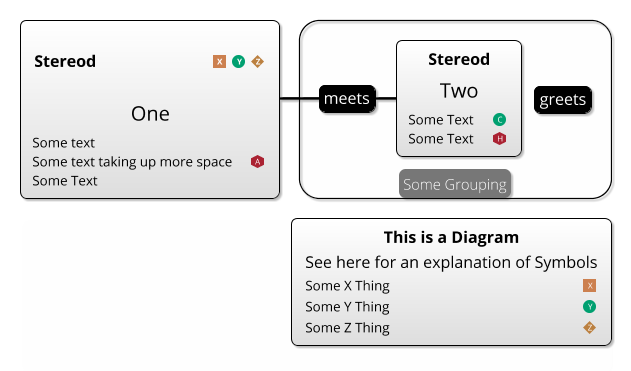 Stereod X Y Z
One
Some text
Some text taking up more space A
Some Text
meets
Stereod
Two
Some Text C
Some Text H
greets
Some Grouping
This is a Diagram
See here for an explanation of Symbols
Some X Thing X
Some Y Thing Y
Some Z Thing Z